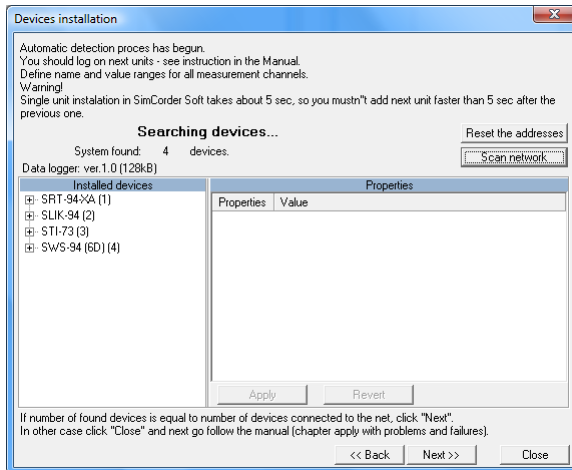 Devices installation
Automatic detection proces has begun.
You should log on next units - see instruction in the Manual.
Define name and value ranges for all measurement channels.
Warning!
Single unit instalation in SimCorder Soft takes about 5 sec, so you mustn"t add next unit faster than 5 sec after the
previous one.
Searching devices...
Reset the addresses
System found: 4 devices.
Scan network
Data logger: ver.1.0 (128kB)
Installed devices
Properties
SRT-94-XA (1)
SLIK-94 (2)
STI-73 (3)
SWS-94 (6D) (4)
Properties Value
Apply Revert
If number of found devices is equal to number of devices connected to the net, click "Next".
In other case click "Close" and next go follow the manual (chapter apply with problems and failures).
<< Back Next >> Close